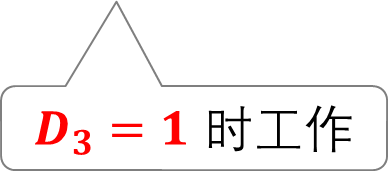 D₃ = 1 时工作